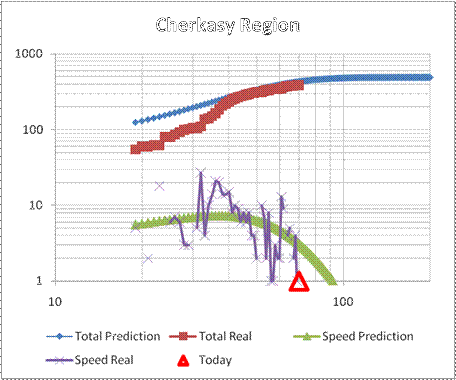 Cherkasy Region
1000
100
10
1
10
100
Total Prediction
Total Real
Speed Prediction
Speed Real
Today